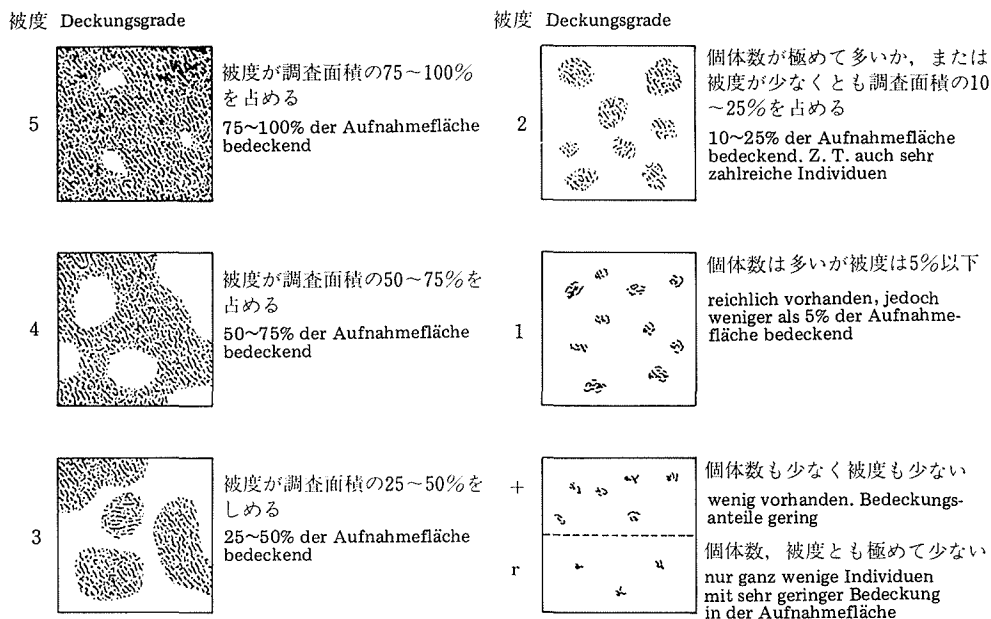 被度 Deckungsgrade
5
被度が調査面積の75~100%
を占める
75~100% der Aufnahmefläche
bedeckend
4
被度が調査面積の50~75%を
占める
50~75% der Aufnahmefläche
bedeckend
3
被度が調査面積の25~50%を
しめる
25~50% der Aufnahmefläche
bedeckend
被度 Deckungsgrade
2
個体数が極めて多いか，または
被度が少なくとも調査面積の10
~25%を占める
10~25% der Aufnahmefläche
bedeckend. Z. T. auch sehr
zahlreiche Individuen
1
個体数は多いが被度は5%以下
reichlich vorhanden, jedoch
weniger als 5% der Aufnahme-
fläche bedeckend
+
個体数も少なく被度も少ない
wenig vorhanden. Bedeckungs-
anteile gering
r
個体数，被度とも極めて少ない
nur ganz wenige Individuen
mit sehr geringer Bedeckung
in der Aufnahmefläche